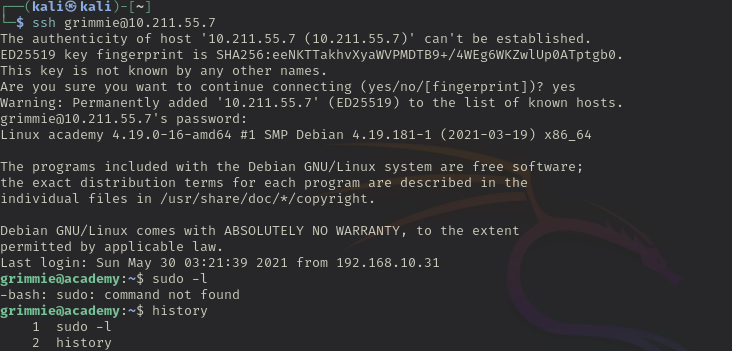 ┌──(kali㉿kali)-[~]
└─$ ssh grimmie@10.211.55.7
The authenticity of host '10.211.55.7 (10.211.55.7)' can't be established.
ED25519 key fingerprint is SHA256:eeNKTTakhvXyaWVPMDTB9+/4WEg6WKZwlUp0ATptgb0.
This key is not known by any other names.
Are you sure you want to continue connecting (yes/no/[fingerprint])? yes
Warning: Permanently added '10.211.55.7' (ED25519) to the list of known hosts.
grimmie@10.211.55.7's password:
Linux academy 4.19.0-16-amd64 #1 SMP Debian 4.19.181-1 (2021-03-19) x86_64

The programs included with the Debian GNU/Linux system are free software;
the exact distribution terms for each program are described in the
individual files in /usr/share/doc/*/copyright.

Debian GNU/Linux comes with ABSOLUTELY NO WARRANTY, to the extent
permitted by applicable law.
Last login: Sun May 30 03:21:39 2021 from 192.168.10.31
grimmie@academy:~$ sudo -l
-bash: sudo: command not found
grimmie@academy:~$ history
    1  sudo -l
    2  history